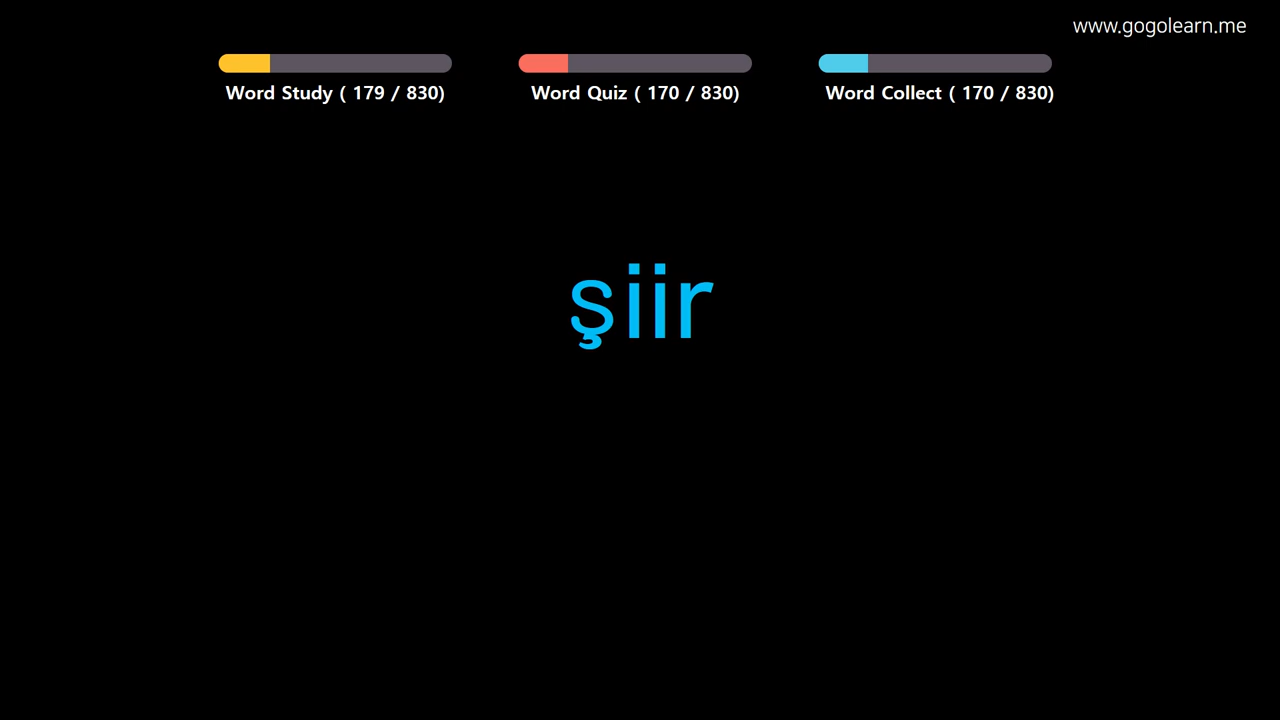 www.gogolearn.me
Word Study ( 179 / 830)
Word Quiz ( 170 / 830)
Word Collect ( 170 / 830)
şiir